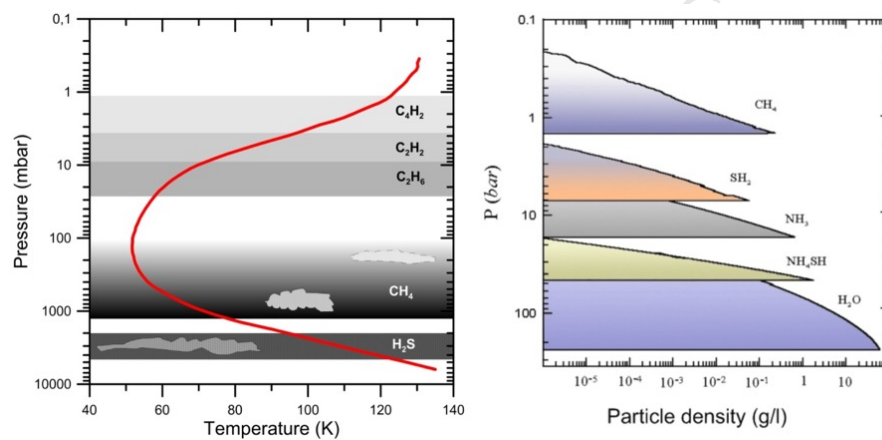 0,1
1
10
100
1000
10000
Pressure (mbar)
C₄H₂
C₂H₂
C₂H₆
CH₄
H₂S
40 60 80 100 120 140
Temperature (K)
0.1
1
10
100
P (bar)
CH₄
SH₂
NH₃
NH₄SH
H₂O
10⁻⁵ 10⁻⁴ 10⁻³ 10⁻² 10⁻¹ 1 10
Particle density (g/l)